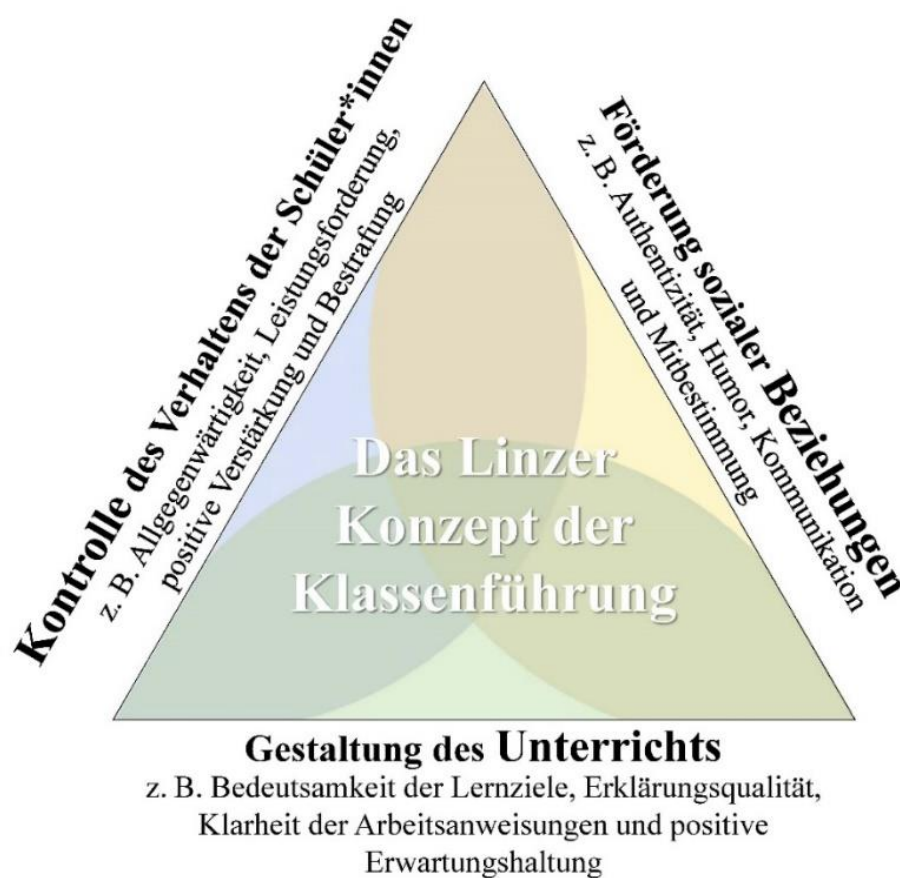 Kontrolle des Verhaltens der Schüler*innen
z. B. Allgegenwärtigkeit, Leistungsforderung,
positive Verstärkung und Bestrafung
Förderung sozialer Beziehungen
z. B. Authentizität, Humor, Kommunikation
und Mitbestimmung
Das Linzer
Konzept der
Klassenführung
Gestaltung des Unterrichts
z. B. Bedeutsamkeit der Lernziele, Erklärungsqualität,
Klarheit der Arbeitsanweisungen und positive
Erwartungshaltung